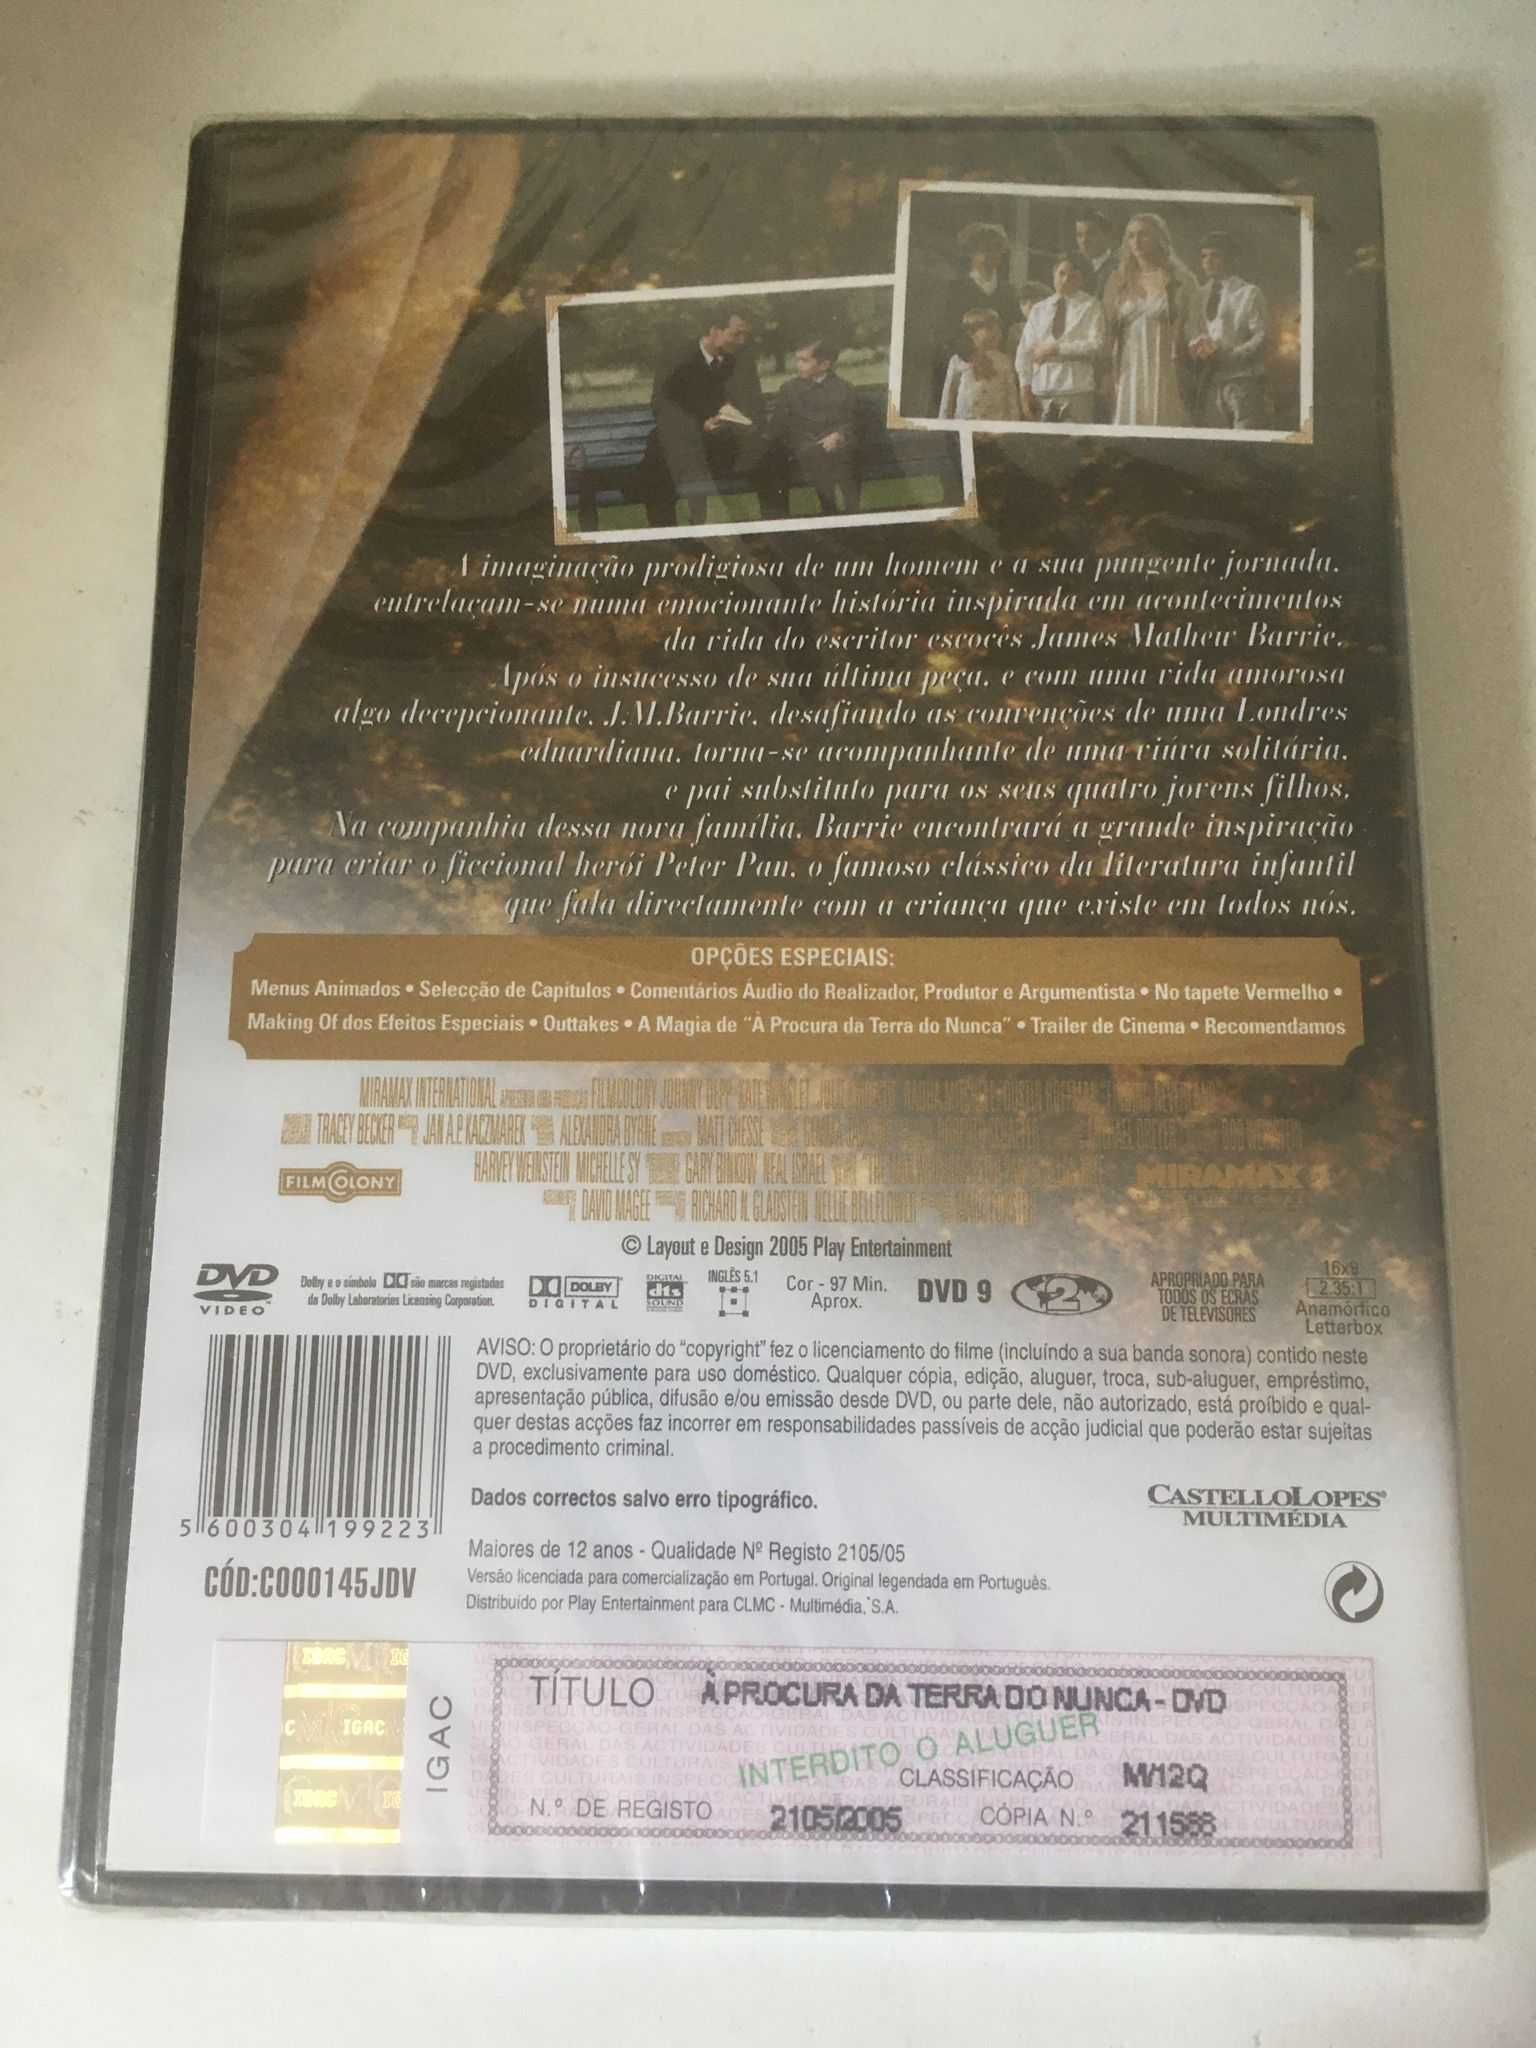 A imaginação prodigiosa de um homem e a sua pungente jornada,
entrelaçam-se numa emocionante história inspirada em acontecimentos
da vida do escritor escocês James Mathew Barrie.
Após o insucesso de sua última peça, e com uma vida amorosa
algo decepcionante, J.M.Barrie, desafiando as convenções de uma Londres
eduardiana, torna-se acompanhante de uma viúva solitária,
e pai substituto para os seus quatro jovens filhos.
Na companhia dessa nova família, Barrie encontrará a grande inspiração
para criar o ficcional herói Peter Pan, o famoso clássico da literatura infantil
que fala directamente com a criança que existe em todos nós.
OPÇÕES ESPECIAIS:
Menus Animados • Selecção de Capítulos • Comentários Áudio do Realizador, Produtor e Argumentista • No tapete Vermelho •
Making Of dos Efeitos Especiais • Outtakes • A Magia de "À Procura da Terra do Nunca" • Trailer de Cinema • Recomendamos
MIRAMAX INTERNATIONAL APRESENTA UMA PRODUÇÃO FILMCOLONY JOHNNY DEPP KATE WINSLET
TRACEY BECKER JAN A.P. KACZMAREK ALEXANDRA BYRNE MATT CHESSE
HARVEY WEINSTEIN MICHELLE SY GARY BINKOW NEAL ISRAEL
FILMCOLONY
MIRAMAX
DAVID MAGEE RICHARD N. GLADSTEIN NELLIE BELLFLOWER
© Layout e Design 2005 Play Entertainment
DVD VIDEO
Dolby e o símbolo são marcas registadas
da Dolby Laboratories Licensing Corporation.
DOLBY DIGITAL
DIGITAL dts SOUND
INGLÊS 5.1
Cor - 97 Min.
Aprox.
DVD 9
2
APROPRIADO PARA
TODOS OS ECRÃS
DE TELEVISORES
16x9
2.35:1
Anamórfico
Letterbox
AVISO: O proprietário do "copyright" fez o licenciamento do filme (incluíndo a sua banda sonora) contido neste
DVD, exclusivamente para uso doméstico. Qualquer cópia, edição, aluguer, troca, sub-aluguer, empréstimo,
apresentação pública, difusão e/ou emissão desde DVD, ou parte dele, não autorizado, está proíbido e qual-
quer destas acções faz incorrer em responsabilidades passíveis de acção judicial que poderão estar sujeitas
a procedimento criminal.
Dados correctos salvo erro tipográfico.
CASTELLOLOPES®
MULTIMÉDIA
5 600304 199223
CÓD:C000145JDV
Maiores de 12 anos - Qualidade Nº Registo 2105/05
Versão licenciada para comercialização em Portugal. Original legendada em Português.
Distribuído por Play Entertainment para CLMC - Multimédia, S.A.
IGAC
IGAC
IGAC
IGAC
TÍTULO À PROCURA DA TERRA DO NUNCA - DVD
INTERDITO O ALUGUER
CLASSIFICAÇÃO M/12Q
N.º DE REGISTO 2105/2005 CÓPIA N.º 211588